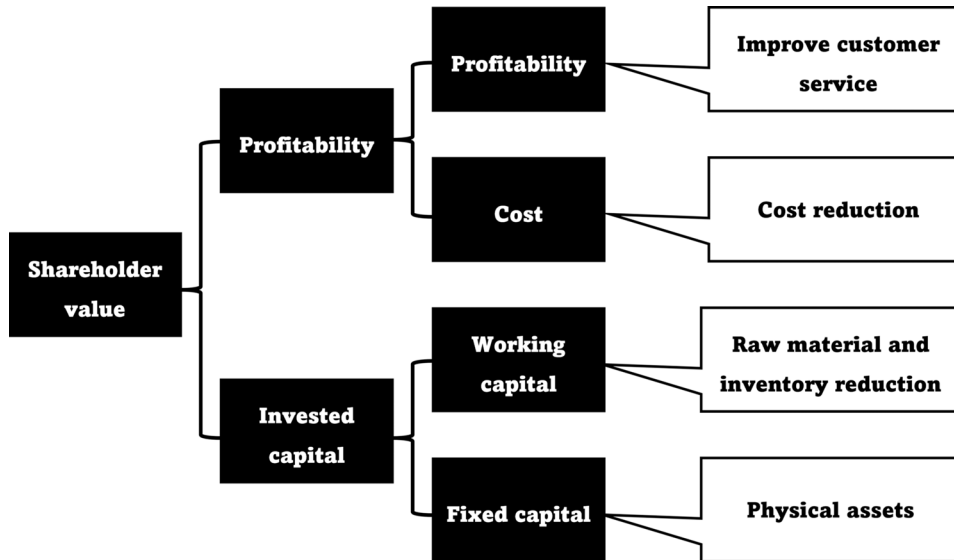 Shareholder
value
Profitability
Invested
capital
Profitability
Cost
Working
capital
Fixed capital
Improve customer
service
Cost reduction
Raw material and
inventory reduction
Physical assets